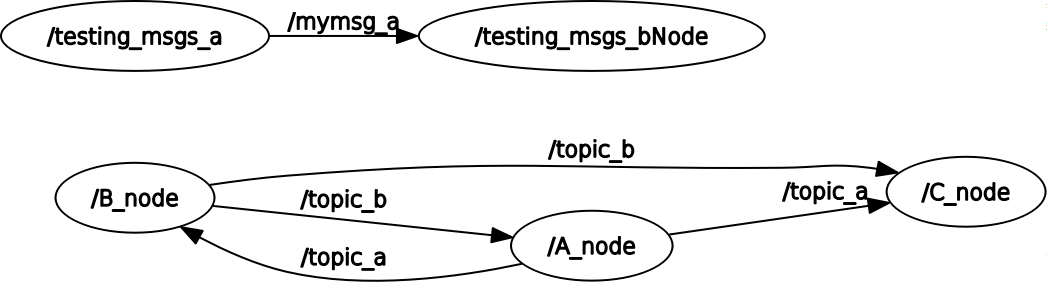 /mymsg_a
/testing_msgs_a
/testing_msgs_bNode
/topic_b
/B_node
/topic_b
/topic_a
/C_node
/A_node
/topic_a